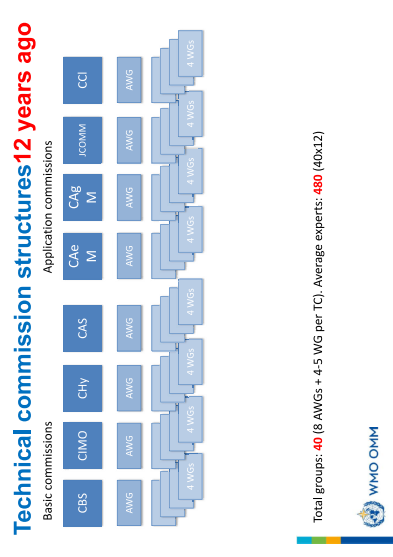 Technical commission structures12 years ago
Basic commissions
Application commissions
CBS
CIMO
CHy
CAS
CAe
M
CAg
M
JCOMM
CCl
AWG
AWG
AWG
AWG
AWG
AWG
AWG
AWG
4 WGs
4 WGs
4 WGs
4 WGs
4 WGs
4 WGs
4 WGs
4 WGs
Total groups: 40 (8 AWGs + 4-5 WG per TC). Average experts: 480 (40x12)
WMO OMM